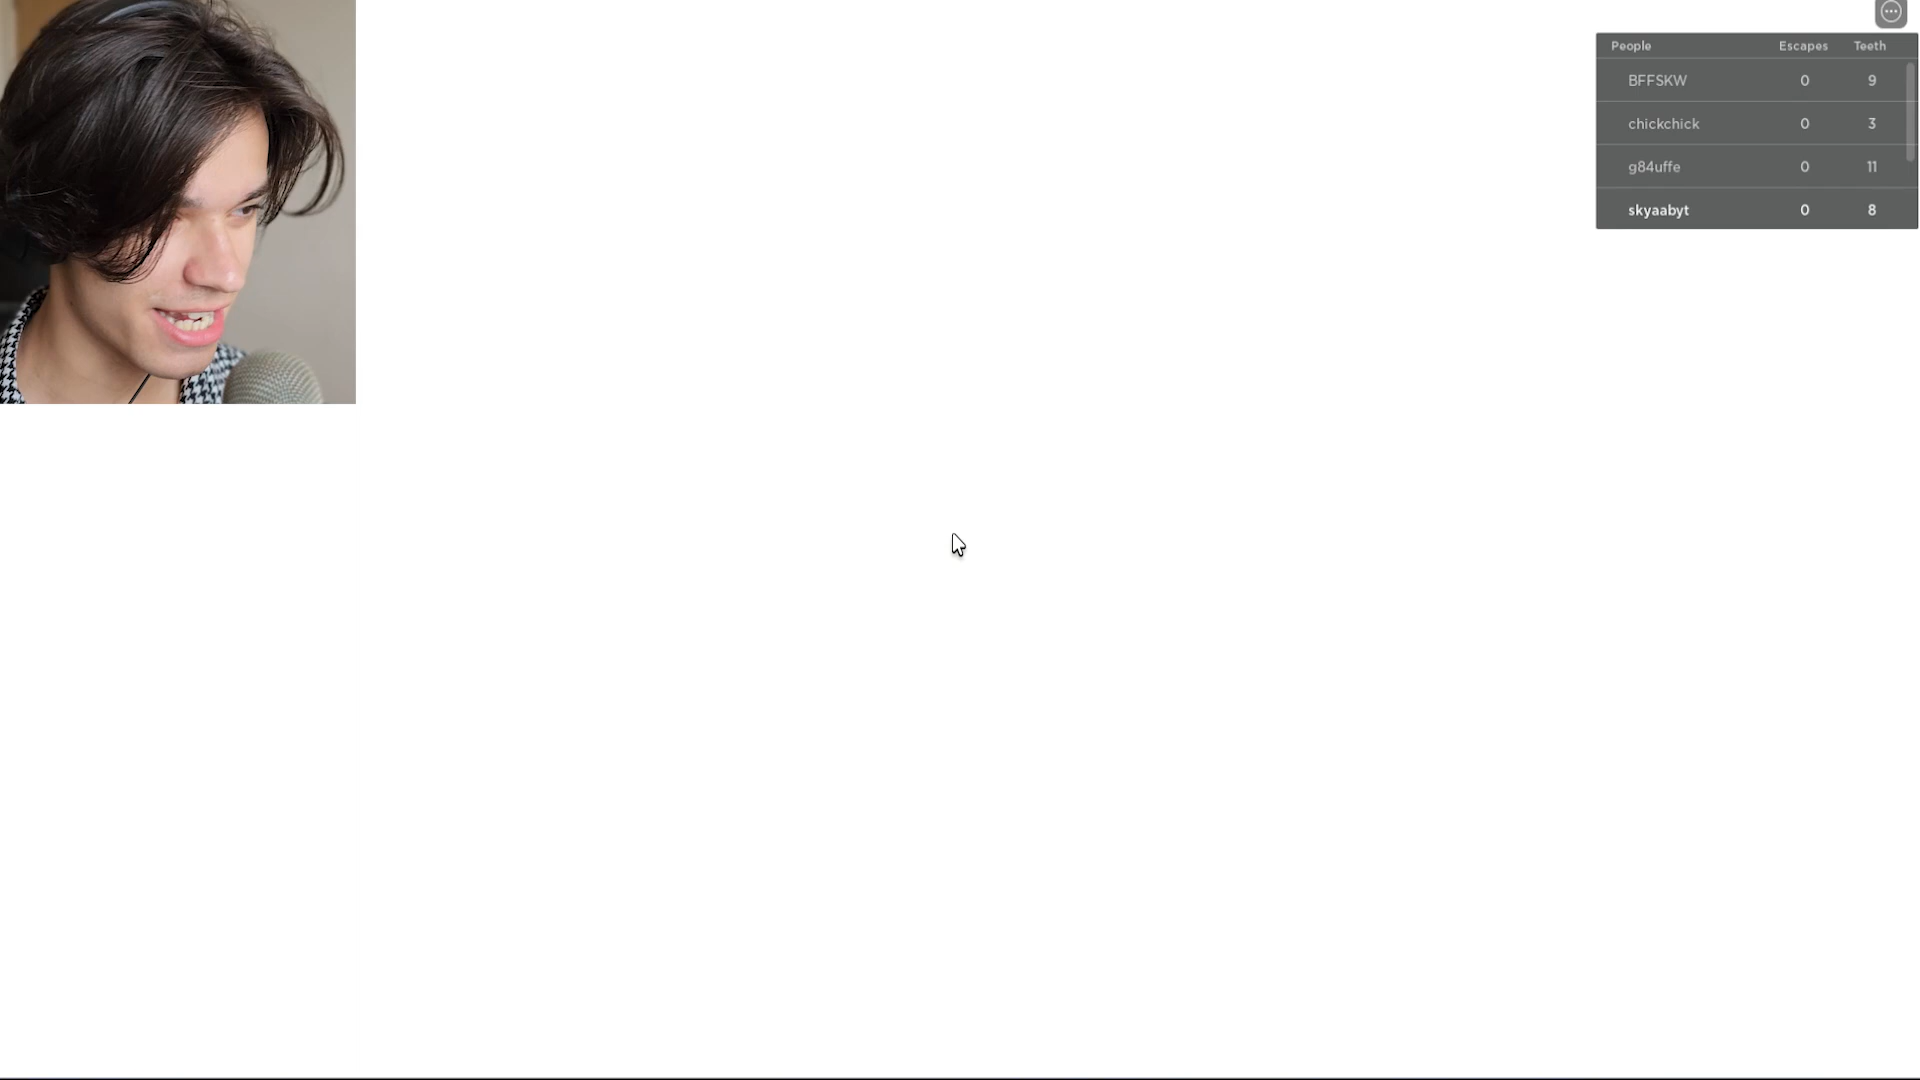 People Escapes Teeth
BFFSKW 0 9
chickchick 0 3
g84uffe 0 11
skyaabyt 0 8